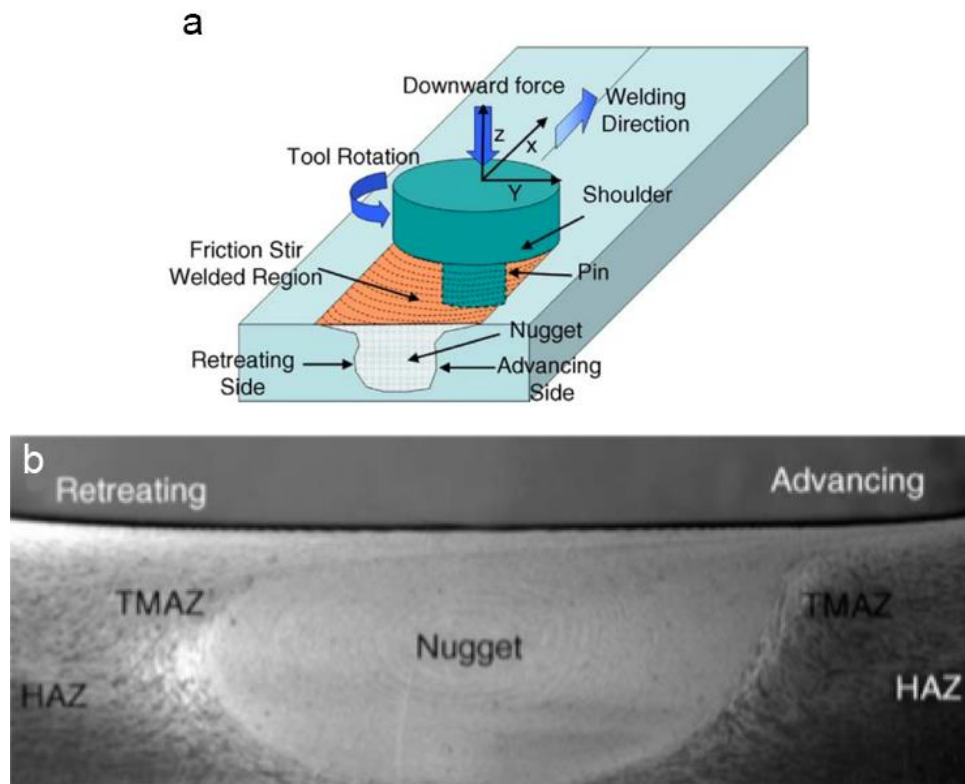 a
Downward force
Welding
Direction
z
x
Tool Rotation
Y
Shoulder
Friction Stir
Welded Region
Pin
Nugget
Retreating
Side
Advancing
Side
b
Retreating
Advancing
TMAZ
TMAZ
Nugget
HAZ
HAZ